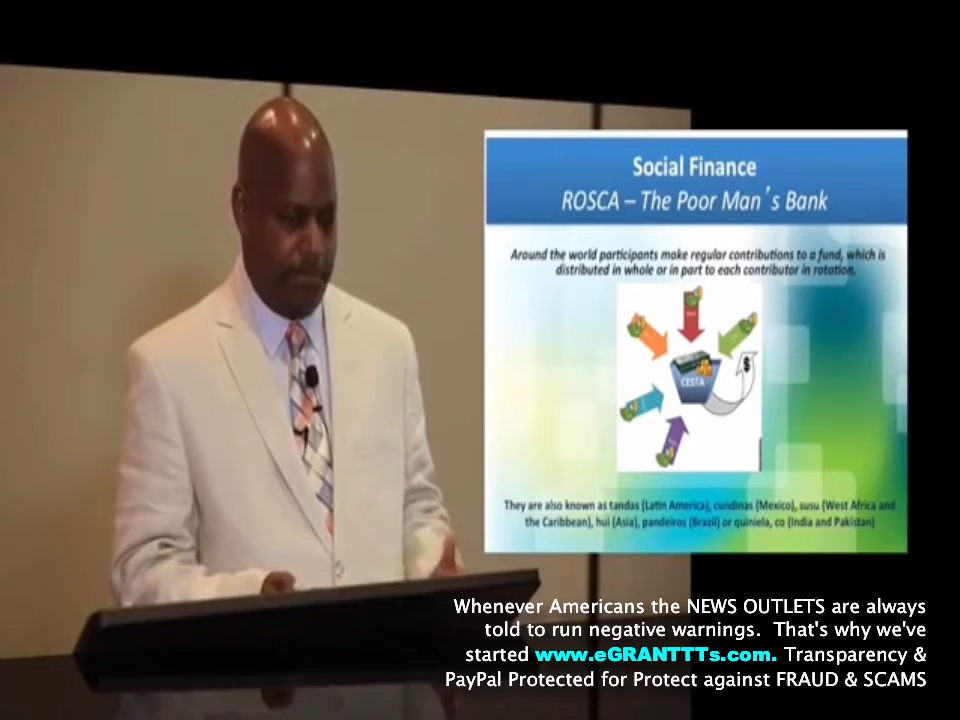 Social Finance
ROSCA – The Poor Man's Bank
Around the world participants make regular contributions to a fund, which is
distributed in whole or in part to each contributor in rotation.
$
CESTA
They are also known as tandas (Latin America), cundinas (Mexico), susu (West Africa and
the Caribbean), hui (Asia), pandeiros (Brazil) or quiniela, co (India and Pakistan)
Whenever Americans the NEWS OUTLETS are always
told to run negative warnings. That's why we've
started www.eGRANTTTs.com. Transparency &
PayPal Protected for Protect against FRAUD & SCAMS